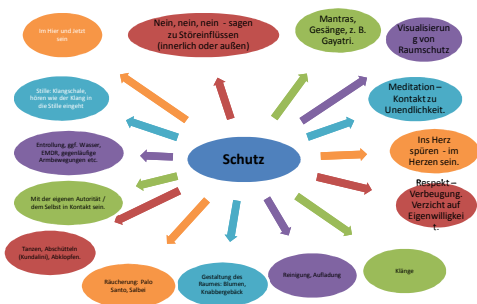 Nein, nein, nein - sagen
zu Störeinflüssen
(innerlich oder außen)
Mantras,
Gesänge, z. B.
Gayatri.
Visualisierun
g von
Raumschutz
Meditation –
Kontakt zu
Unendlichkeit.
Ins Herz
spüren - im
Herzen sein.
Respekt –
Verbeugung.
Verzicht auf
Eigenwilligkei
t.
Klänge
Reinigung, Aufladung
Gestaltung des
Raumes: Blumen,
Knabbergebäck
Räucherung: Palo
Santo, Salbei
Tanzen, Abschütteln
(Kundalini), Abklopfen.
Mit der eigenen Autorität /
dem Selbst in Kontakt sein.
Entrollung, ggf. Wasser,
EMDR, gegenläufige
Armbewegungen etc.
Stille: Klangschale,
hören wie der Klang in
die Stille eingeht
Im Hier und Jetzt
sein
Schutz